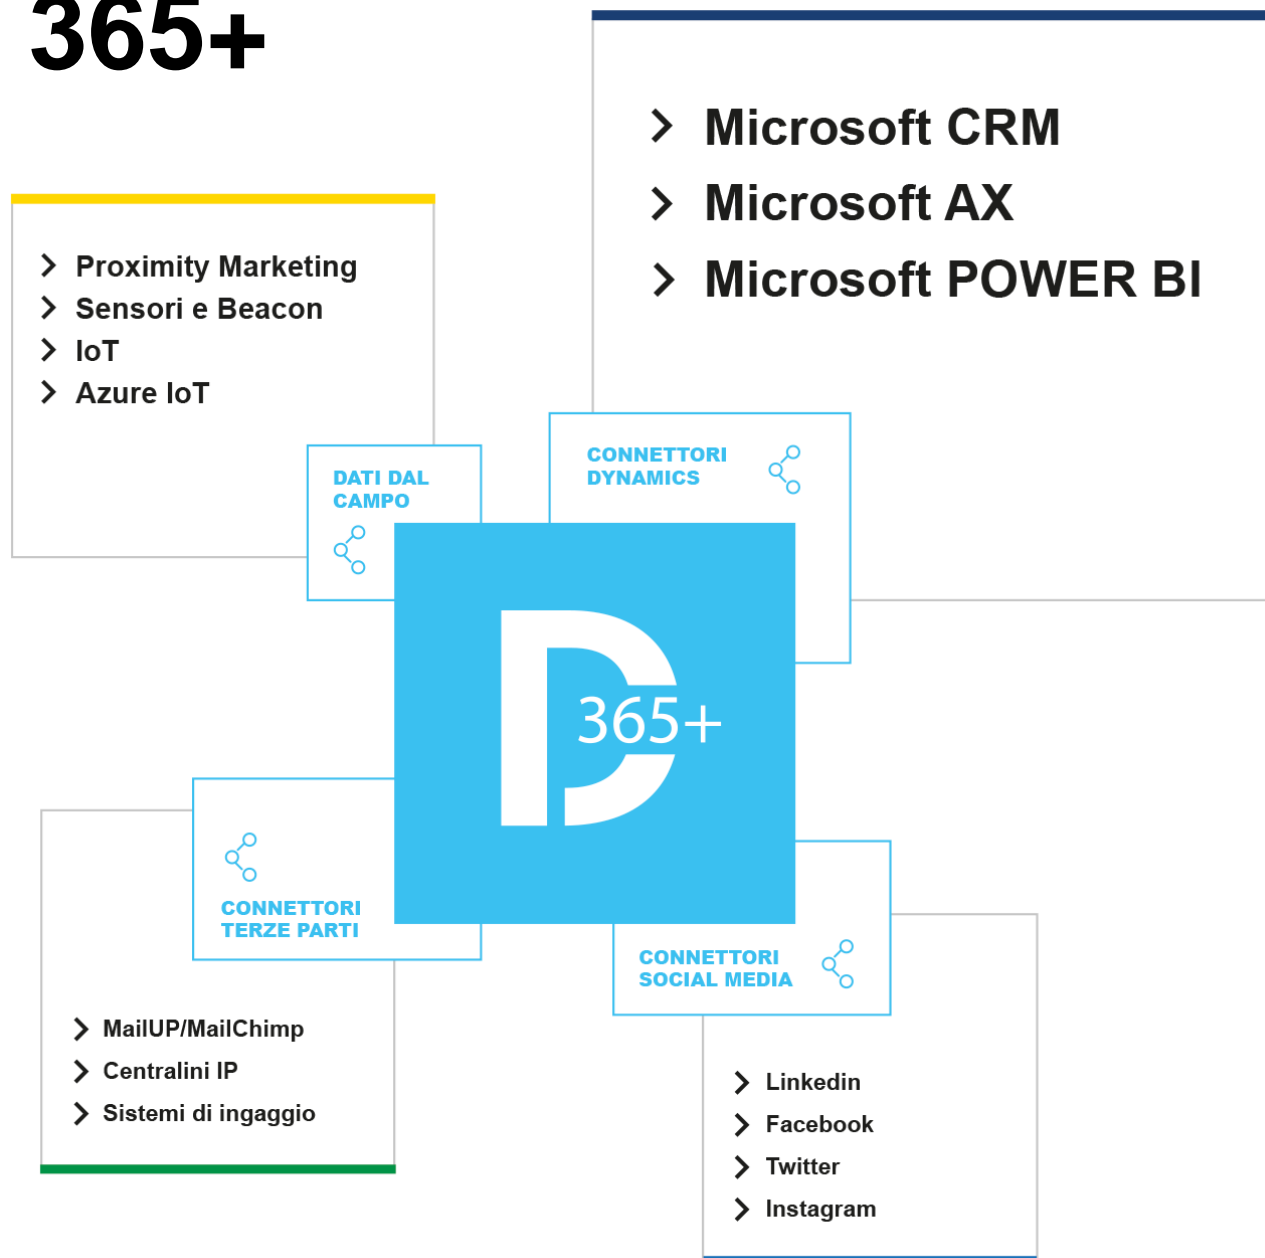 365+
Microsoft CRM
Microsoft AX
Microsoft POWER BI
Proximity Marketing
Sensori e Beacon
IoT
Azure IoT
DATI DAL
CAMPO
CONNETTORI
DYNAMICS
D
365+
CONNETTORI
TERZE PARTI
MailUP/MailChimp
Centralini IP
Sistemi di ingaggio
CONNETTORI
SOCIAL MEDIA
Linkedin
Facebook
Twitter
Instagram